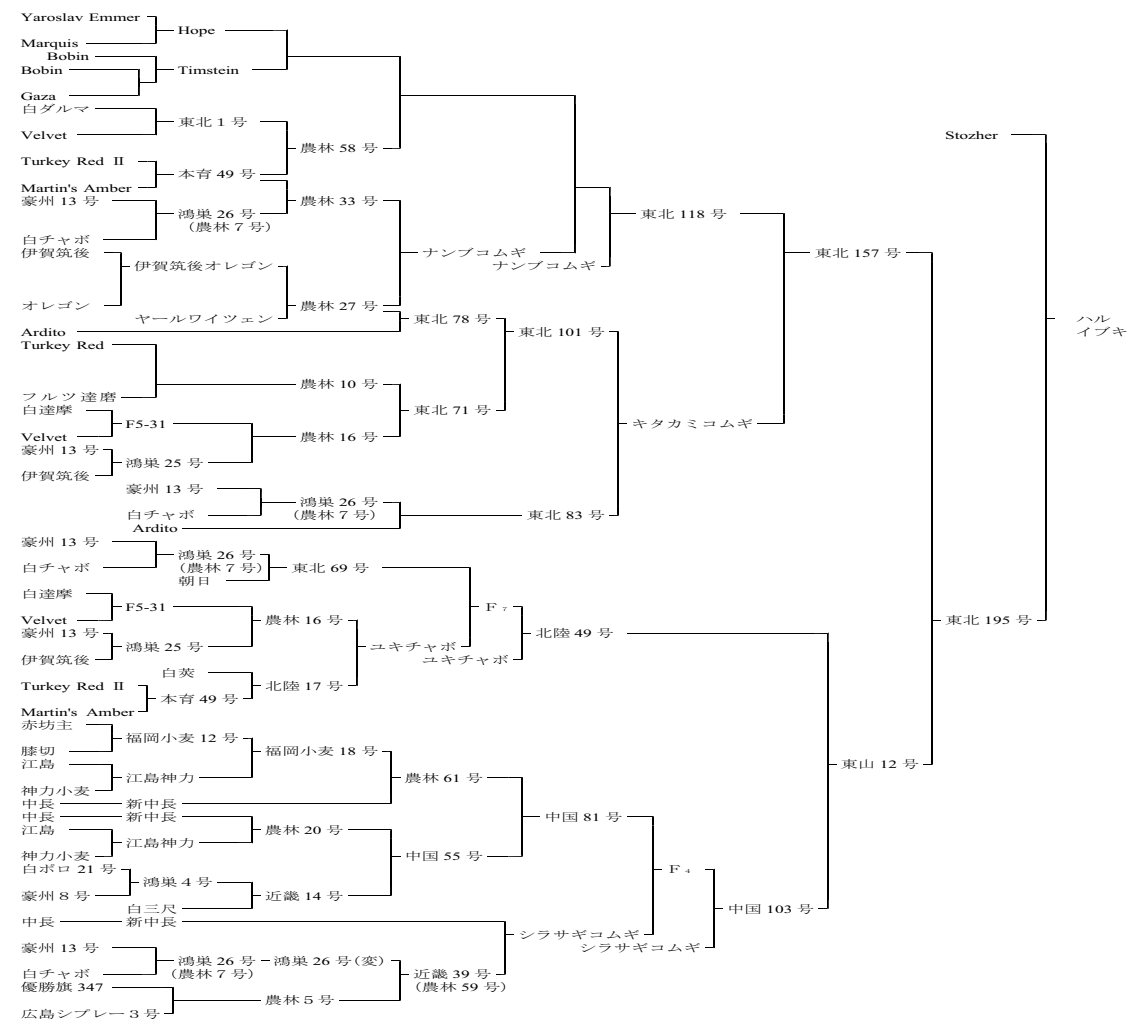 Yaroslav Emmer
Hope
Marquis
Bobin
Bobin
Timstein
Gaza
白ダルマ
東北 1 号
Velvet
Stozher
農林 58 号
Turkey Red Ⅱ
本育 49 号
Martin's Amber
豪州 13 号
農林 33 号
鴻巣 26 号
東北 118 号
(農林 7 号)
白チャボ
伊賀筑後
ナンブコムギ
東北 157 号
伊賀筑後オレゴン
ナンブコムギ
オレゴン
農林 27 号
ヤールワイツェン
東北 78 号
ハル
イブキ
Ardito
東北 101 号
Turkey Red
農林 10 号
フルツ達磨
白達摩
東北 71 号
F5-31
キタカミコムギ
Velvet
農林 16 号
豪州 13 号
鴻巣 25 号
伊賀筑後
豪州 13 号
鴻巣 26 号
白チャボ
(農林 7 号)
東北 83 号
Ardito
豪州 13 号
鴻巣 26 号
白チャボ
(農林 7 号)
東北 69 号
朝日
白達摩
F5-31
F ₇
Velvet
農林 16 号
東北 195 号
豪州 13 号
北陸 49 号
鴻巣 25 号
ユキチャボ
伊賀筑後
ユキチャボ
白莢
Turkey Red Ⅱ
北陸 17 号
本育 49 号
Martin's Amber
赤坊主
福岡小麦 12 号
膝切
福岡小麦 18 号
江島
東山 12 号
江島神力
農林 61 号
神力小麦
中長
新中長
中長
新中長
中国 81 号
江島
農林 20 号
江島神力
神力小麦
中国 55 号
白ボロ 21 号
F ₄
鴻巣 4 号
豪州 8 号
近畿 14 号
白三尺
中国 103 号
中長
新中長
シラサギコムギ
豪州 13 号
シラサギコムギ
鴻巣 26 号
鴻巣 26 号(変)
白チャボ
(農林 7 号)
近畿 39 号
優勝旗 347
(農林 59 号)
農林 5 号
広島シプレー 3 号